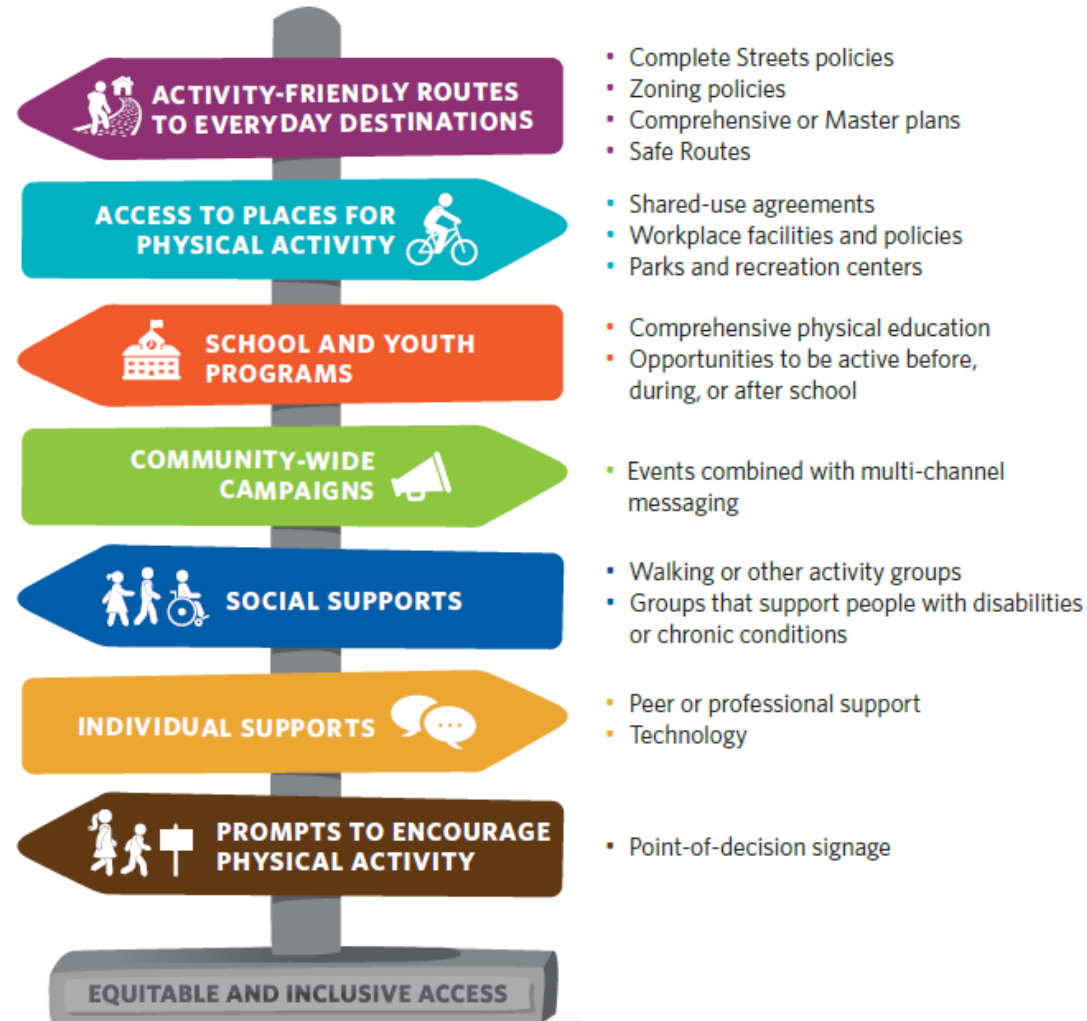 ACTIVITY-FRIENDLY ROUTES
TO EVERYDAY DESTINATIONS
• Complete Streets policies
• Zoning policies
• Comprehensive or Master plans
• Safe Routes
ACCESS TO PLACES FOR
PHYSICAL ACTIVITY
• Shared-use agreements
• Workplace facilities and policies
• Parks and recreation centers
SCHOOL AND YOUTH
PROGRAMS
• Comprehensive physical education
• Opportunities to be active before,
during, or after school
COMMUNITY-WIDE
CAMPAIGNS
• Events combined with multi-channel
messaging
SOCIAL SUPPORTS
• Walking or other activity groups
• Groups that support people with disabilities
or chronic conditions
INDIVIDUAL SUPPORTS
• Peer or professional support
• Technology
PROMPTS TO ENCOURAGE
PHYSICAL ACTIVITY
• Point-of-decision signage
EQUITABLE AND INCLUSIVE ACCESS